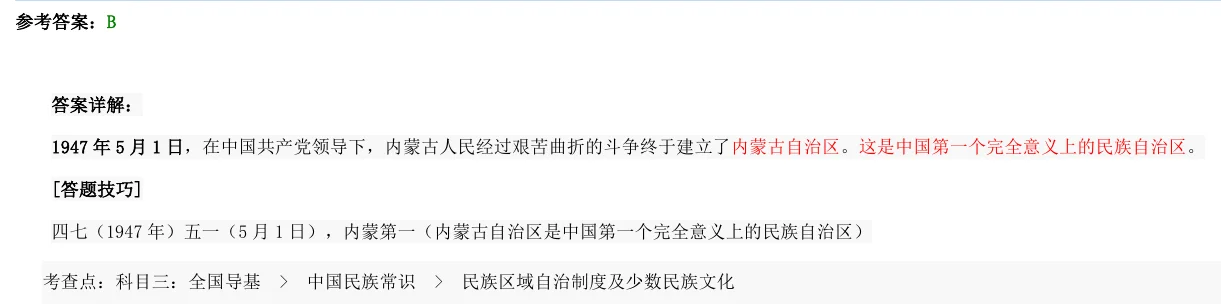 参考答案：B
答案详解：
1947 年 5 月 1 日，在中国共产党领导下，内蒙古人民经过艰苦曲折的斗争终于建立了内蒙古自治区。这是中国第一个完全意义上的民族自治区。
[答题技巧]
四七（1947 年）五一（5 月 1 日），内蒙第一（内蒙古自治区是中国第一个完全意义上的民族自治区）
考查点：科目三：全国导基 > 中国民族常识 > 民族区域自治制度及少数民族文化